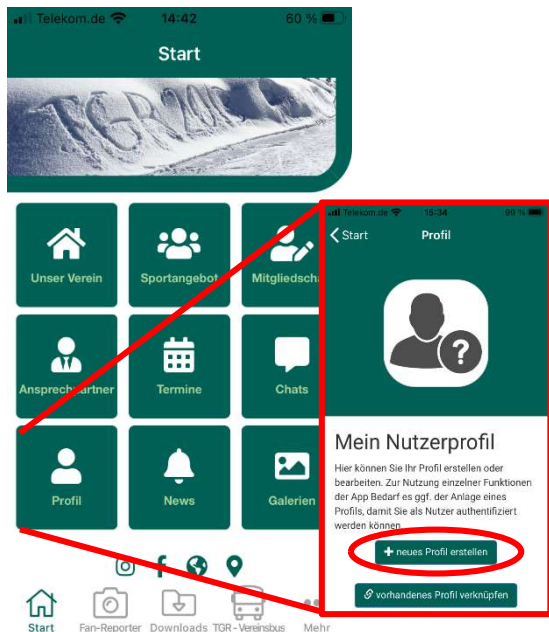 Telekom.de 14:42 60 %
Start
TGR 2010
Unser Verein Sportangebot Mitgliedscha
Ansprechpartner Termine Chats
Profil News Galerien
Start Fan-Reporter Downloads TGR-Vereinsbus Mehr
Telekom.de 15:34 99 %
Start Profil
?
Mein Nutzerprofil
Hier können Sie Ihr Profil erstellen oder
bearbeiten. Zur Nutzung einzelner Funktionen
der App Bedarf es ggf. der Anlage eines
Profils, damit Sie als Nutzer authentifiziert
werden können.
+ neues Profil erstellen
vorhandenes Profil verknüpfen